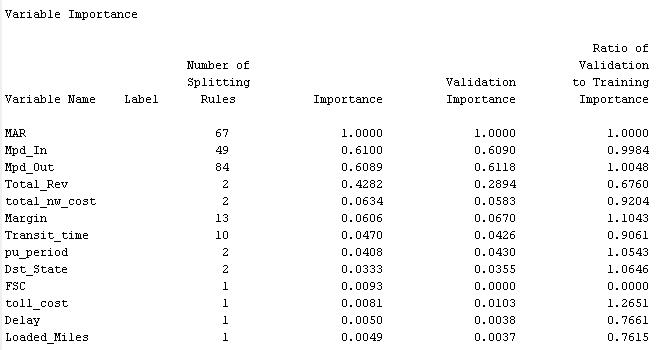 Variable Importance
Ratio of
Number of Validation
Splitting Validation to Training
Variable Name Label Rules Importance Importance Importance
MAR 67 1.0000 1.0000 1.0000
Mpd_In 49 0.6100 0.6090 0.9984
Mpd_Out 84 0.6089 0.6118 1.0048
Total_Rev 2 0.4282 0.2894 0.6760
total_nw_cost 2 0.0634 0.0583 0.9204
Margin 13 0.0606 0.0670 1.1043
Transit_time 10 0.0470 0.0426 0.9061
pu_period 2 0.0408 0.0430 1.0543
Dst_State 2 0.0333 0.0355 1.0646
FSC 1 0.0093 0.0000 0.0000
toll_cost 1 0.0081 0.0103 1.2651
Delay 1 0.0050 0.0038 0.7661
Loaded_Miles 1 0.0049 0.0037 0.7615